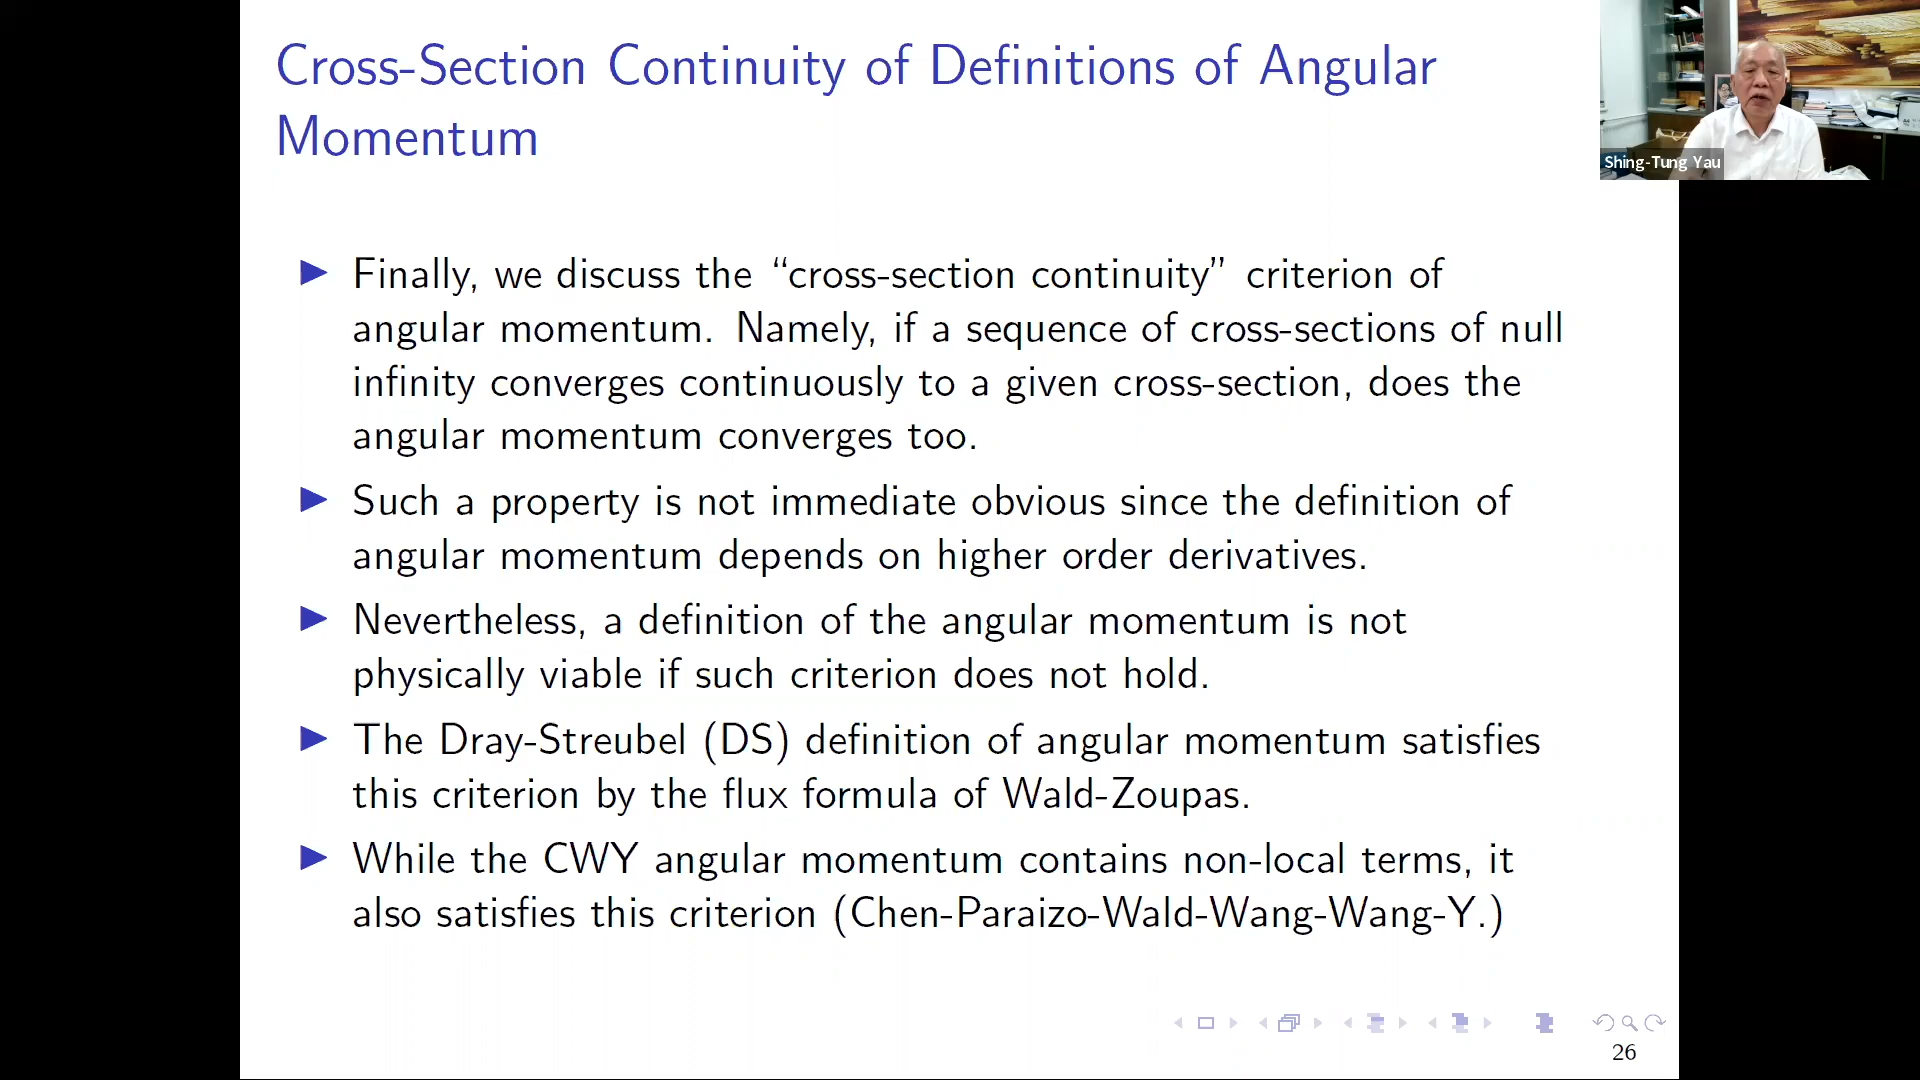 Cross-Section Continuity of Definitions of Angular
Momentum
Shing-Tung Yau
Finally, we discuss the “cross-section continuity” criterion of
angular momentum. Namely, if a sequence of cross-sections of null
infinity converges continuously to a given cross-section, does the
angular momentum converges too.
Such a property is not immediate obvious since the definition of
angular momentum depends on higher order derivatives.
Nevertheless, a definition of the angular momentum is not
physically viable if such criterion does not hold.
The Dray-Streubel (DS) definition of angular momentum satisfies
this criterion by the flux formula of Wald-Zoupas.
While the CWY angular momentum contains non-local terms, it
also satisfies this criterion (Chen-Paraizo-Wald-Wang-Wang-Y.)
26